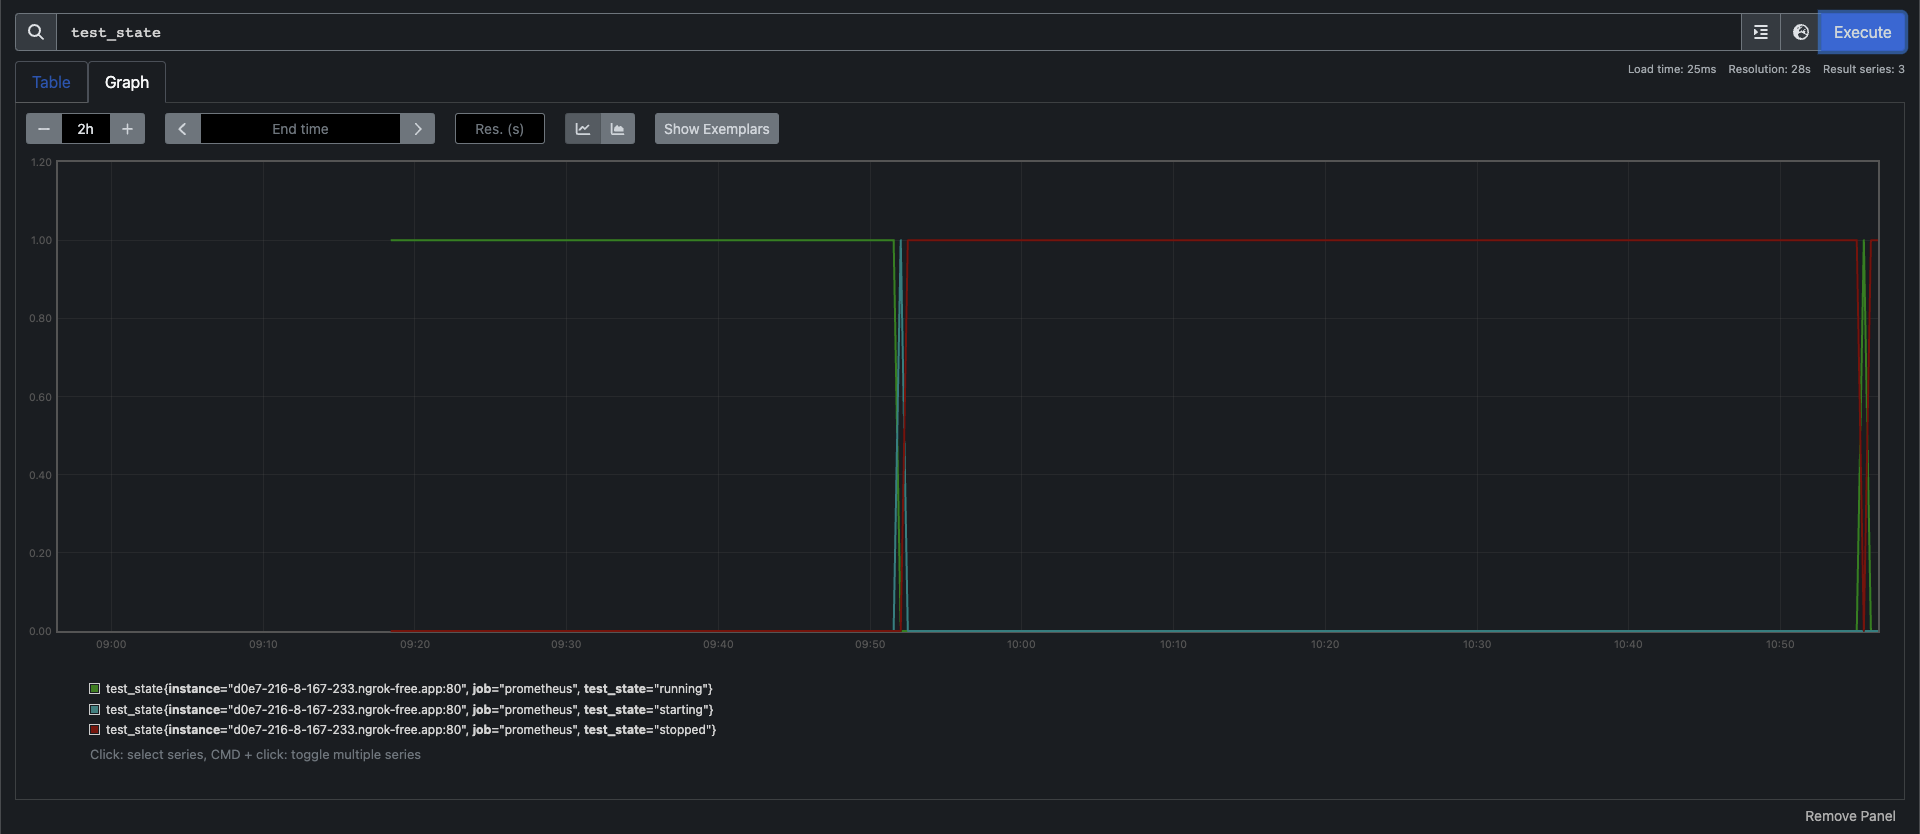 test_state
Execute
Table
Graph
Load time: 25ms Resolution: 28s Result series: 3
2h
End time
Res. (s)
Show Exemplars
1.20
1.00
0.80
0.60
0.40
0.20
0.00
09:00 09:10 09:20 09:30 09:40 09:50 10:00 10:10 10:20 10:30 10:40 10:50
test_state{instance="d0e7-216-8-167-233.ngrok-free.app:80", job="prometheus", test_state="running"}
test_state{instance="d0e7-216-8-167-233.ngrok-free.app:80", job="prometheus", test_state="starting"}
test_state{instance="d0e7-216-8-167-233.ngrok-free.app:80", job="prometheus", test_state="stopped"}
Click: select series, CMD + click: toggle multiple series
Remove Panel